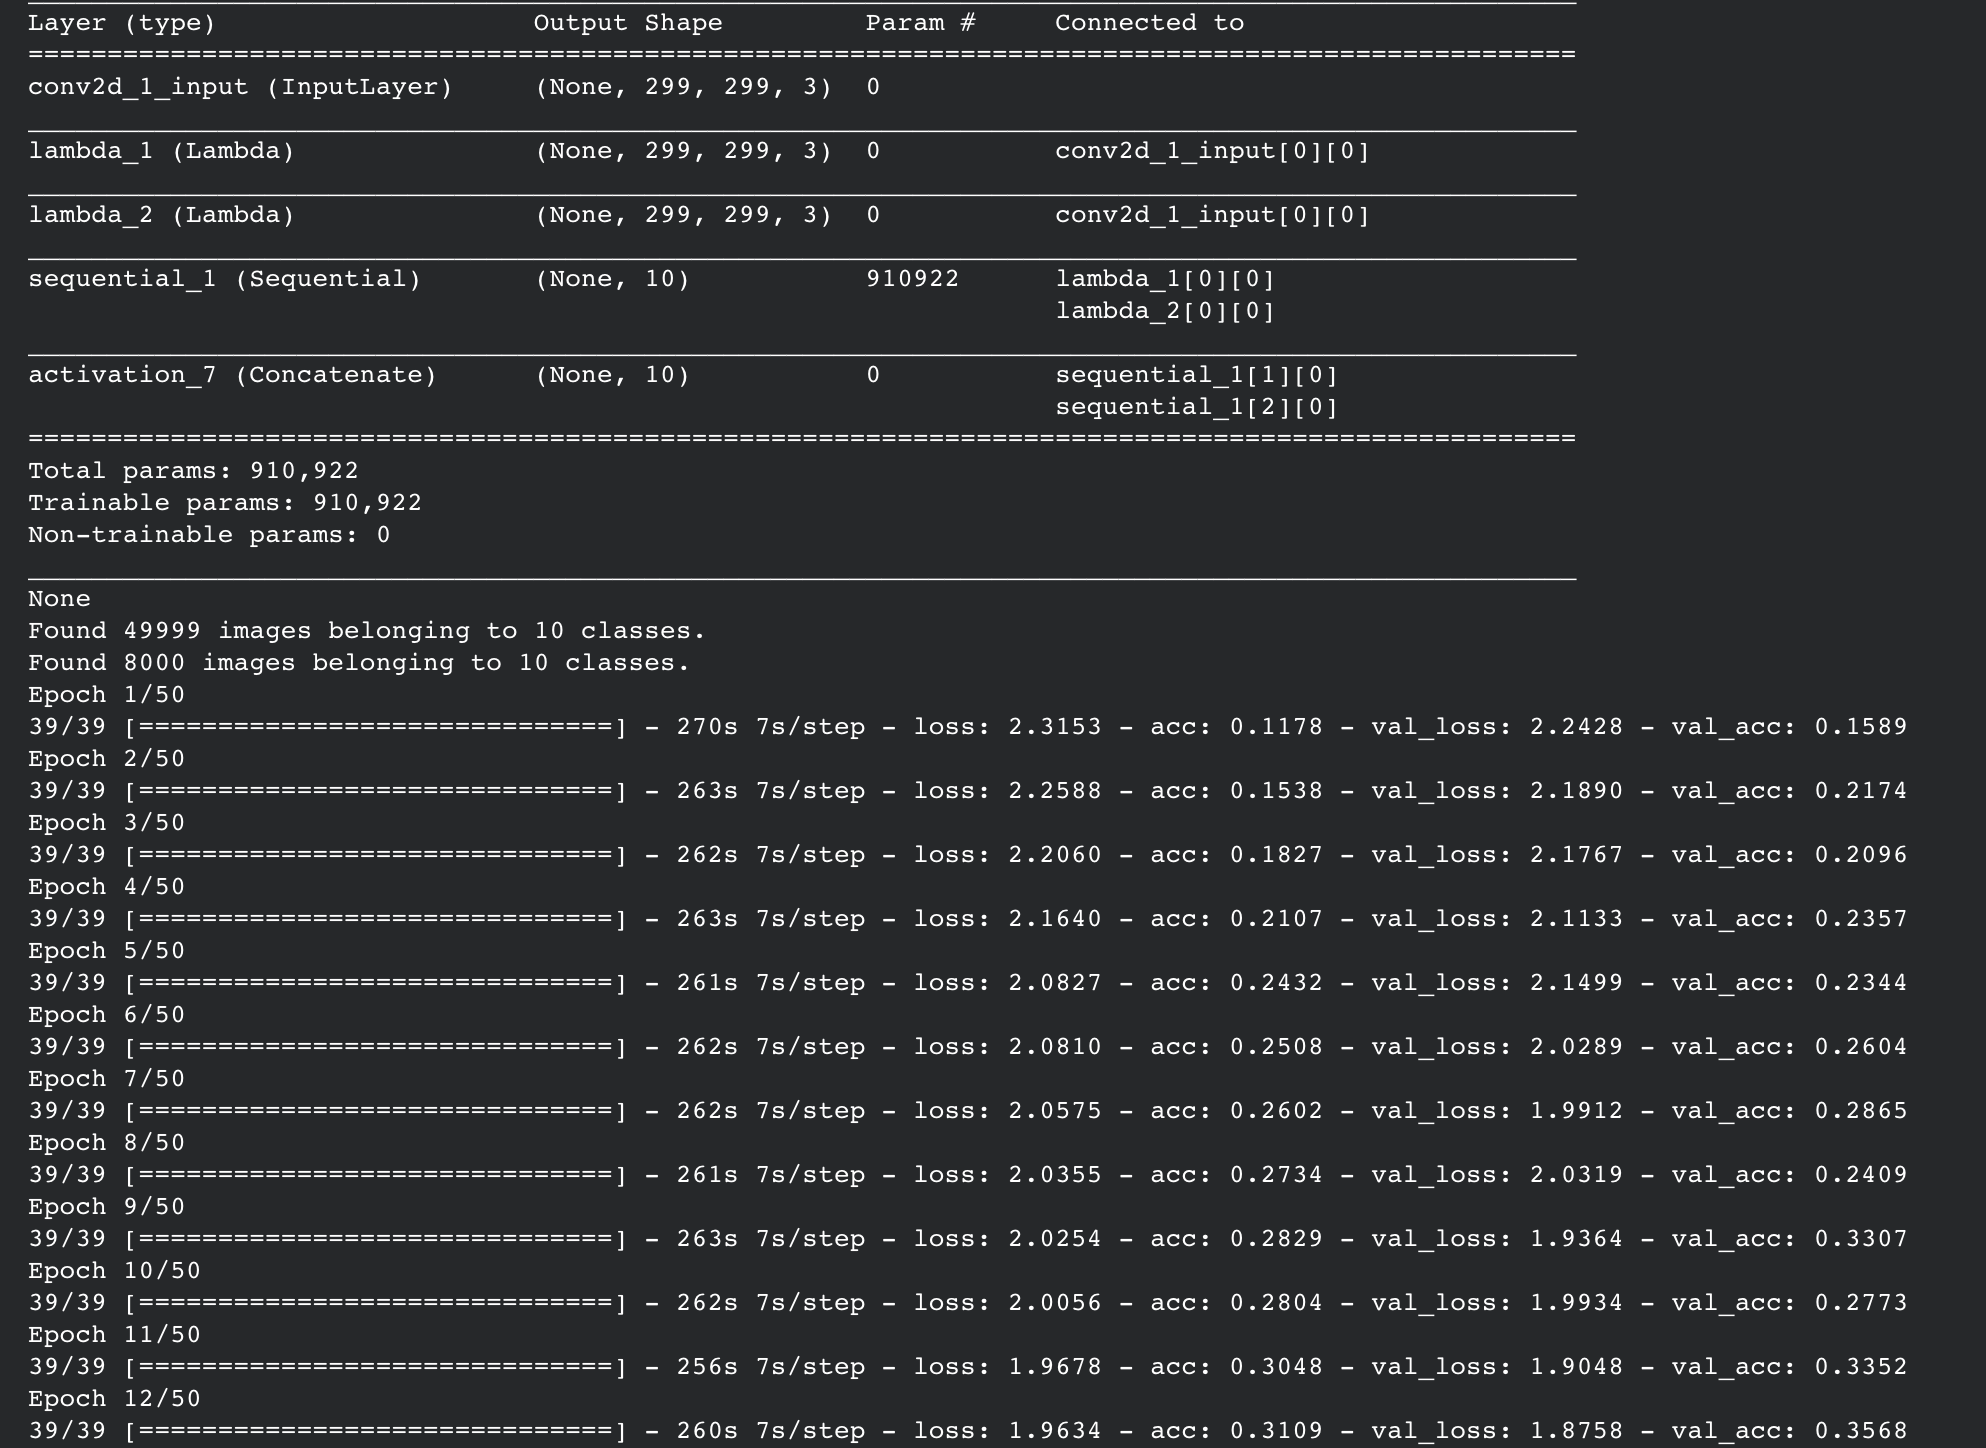 Layer (type)                    Output Shape         Param #     Connected to
==================================================================================================
conv2d_1_input (InputLayer)     (None, 299, 299, 3)  0
__________________________________________________________________________________________________
lambda_1 (Lambda)               (None, 299, 299, 3)  0           conv2d_1_input[0][0]
__________________________________________________________________________________________________
lambda_2 (Lambda)               (None, 299, 299, 3)  0           conv2d_1_input[0][0]
__________________________________________________________________________________________________
sequential_1 (Sequential)       (None, 10)           910922      lambda_1[0][0]
                                                                 lambda_2[0][0]
__________________________________________________________________________________________________
activation_7 (Concatenate)      (None, 10)           0           sequential_1[1][0]
                                                                 sequential_1[2][0]
==================================================================================================
Total params: 910,922
Trainable params: 910,922
Non-trainable params: 0
__________________________________________________________________________________________________
None
Found 49999 images belonging to 10 classes.
Found 8000 images belonging to 10 classes.
Epoch 1/50
39/39 [==============================] - 270s 7s/step - loss: 2.3153 - acc: 0.1178 - val_loss: 2.2428 - val_acc: 0.1589
Epoch 2/50
39/39 [==============================] - 263s 7s/step - loss: 2.2588 - acc: 0.1538 - val_loss: 2.1890 - val_acc: 0.2174
Epoch 3/50
39/39 [==============================] - 262s 7s/step - loss: 2.2060 - acc: 0.1827 - val_loss: 2.1767 - val_acc: 0.2096
Epoch 4/50
39/39 [==============================] - 263s 7s/step - loss: 2.1640 - acc: 0.2107 - val_loss: 2.1133 - val_acc: 0.2357
Epoch 5/50
39/39 [==============================] - 261s 7s/step - loss: 2.0827 - acc: 0.2432 - val_loss: 2.1499 - val_acc: 0.2344
Epoch 6/50
39/39 [==============================] - 262s 7s/step - loss: 2.0810 - acc: 0.2508 - val_loss: 2.0289 - val_acc: 0.2604
Epoch 7/50
39/39 [==============================] - 262s 7s/step - loss: 2.0575 - acc: 0.2602 - val_loss: 1.9912 - val_acc: 0.2865
Epoch 8/50
39/39 [==============================] - 261s 7s/step - loss: 2.0355 - acc: 0.2734 - val_loss: 2.0319 - val_acc: 0.2409
Epoch 9/50
39/39 [==============================] - 263s 7s/step - loss: 2.0254 - acc: 0.2829 - val_loss: 1.9364 - val_acc: 0.3307
Epoch 10/50
39/39 [==============================] - 262s 7s/step - loss: 2.0056 - acc: 0.2804 - val_loss: 1.9934 - val_acc: 0.2773
Epoch 11/50
39/39 [==============================] - 256s 7s/step - loss: 1.9678 - acc: 0.3048 - val_loss: 1.9048 - val_acc: 0.3352
Epoch 12/50
39/39 [==============================] - 260s 7s/step - loss: 1.9634 - acc: 0.3109 - val_loss: 1.8758 - val_acc: 0.3568